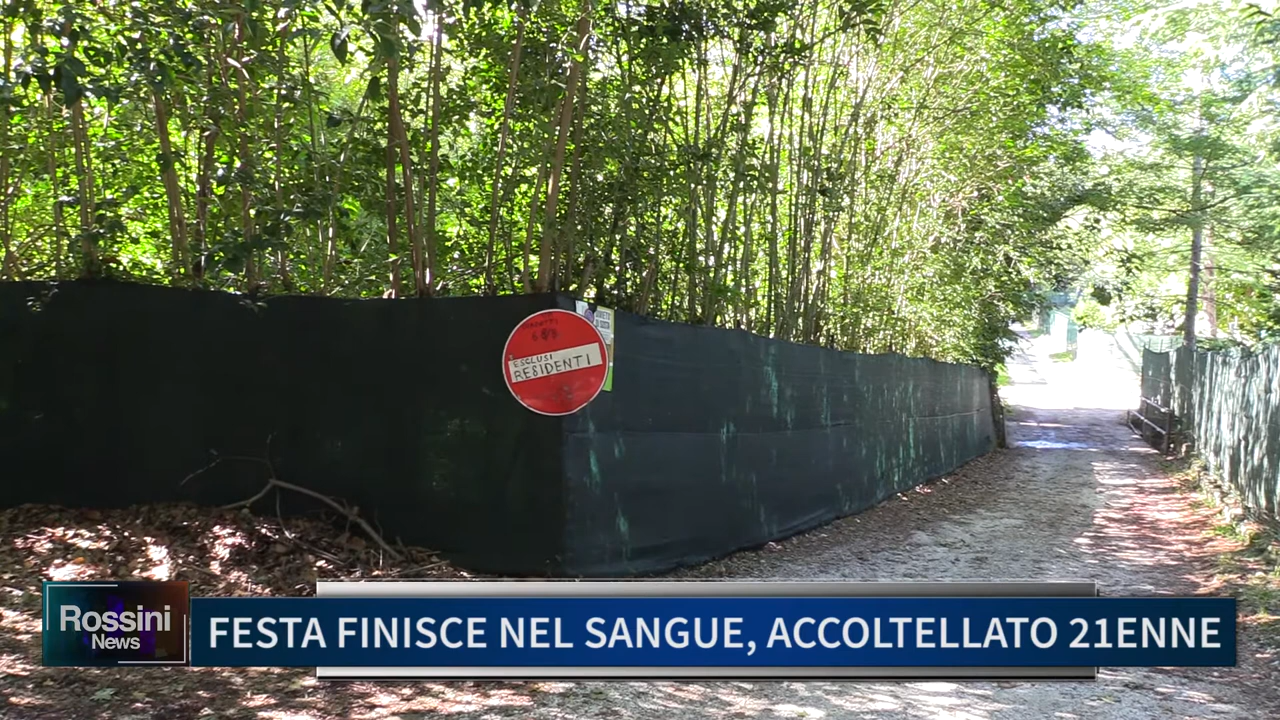 ESCLUSI
RESIDENTI
Rossini
News
FESTA FINISCE NEL SANGUE, ACCOLTELLATO 21ENNE